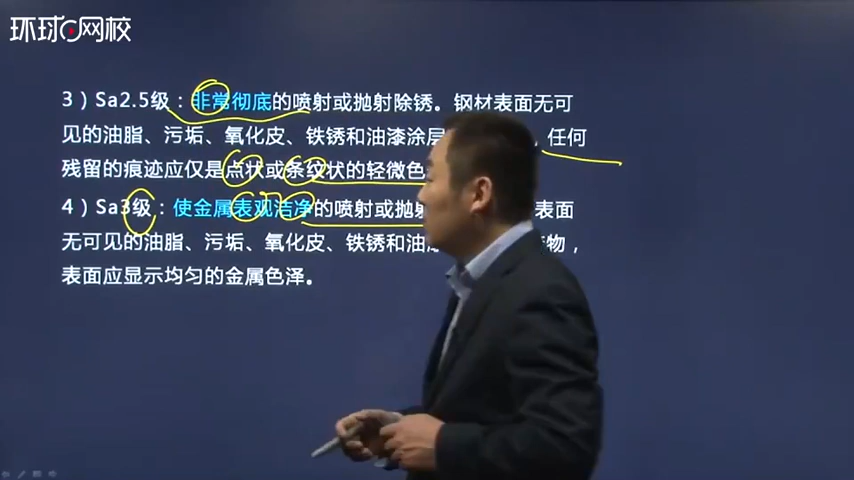 环球网校
3）Sa2.5级：非常彻底的喷射或抛射除锈。钢材表面无可
见的油脂、污垢、氧化皮、铁锈和油漆涂层，任何
残留的痕迹应仅是点状或条纹状的轻微色
4）Sa3级：使金属表观洁净的喷射或抛射表面
无可见的油脂、污垢、氧化皮、铁锈和油物，
表面应显示均匀的金属色泽。